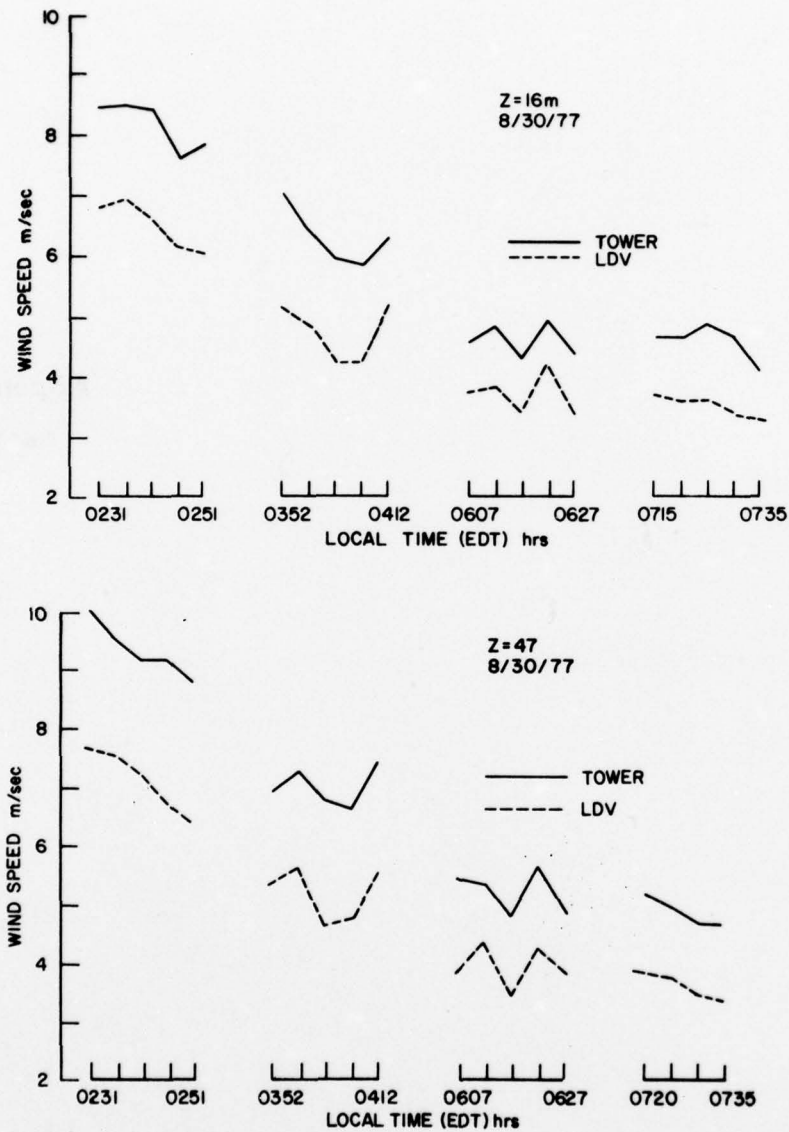 10
8
6
4
2
WIND SPEED m/sec
Z=16m
8/30/77
TOWER
LDV
0231 0251 0352 0412 0607 0627 0715 0735
LOCAL TIME (EDT) hrs
10
8
6
4
2
WIND SPEED m/sec
Z=47
8/30/77
TOWER
LDV
0231 0251 0352 0412 0607 0627 0720 0735
LOCAL TIME (EDT) hrs